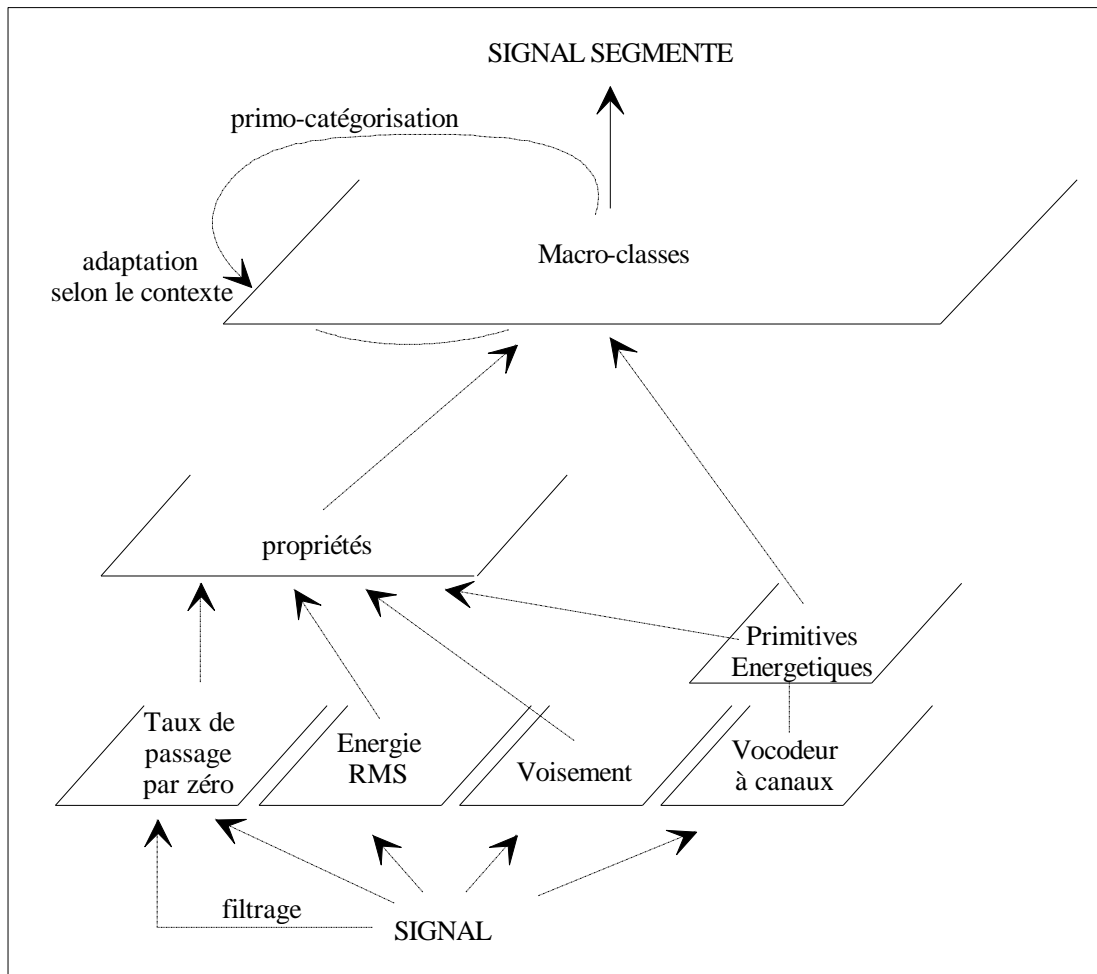 SIGNAL SEGMENTE
primo-catégorisation
Macro-classes
adaptation
selon le contexte
propriétés
Primitives
Energetiques
Taux de
passage
par zéro
Energie
RMS
Voisement
Vocodeur
à canaux
filtrage
SIGNAL